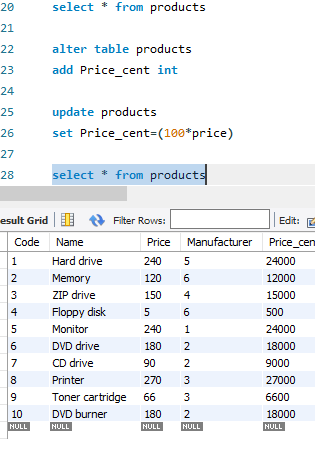 20 select * from products
21
22 alter table products
23 add Price_cent int
24
25 update products
26 set Price_cent=(100*price)
27
28 select * from products
esult Grid Filter Rows: Edit:
Code Name Price Manufacturer Price_cen
1 Hard drive 240 5 24000
2 Memory 120 6 12000
3 ZIP drive 150 4 15000
4 Floppy disk 5 6 500
5 Monitor 240 1 24000
6 DVD drive 180 2 18000
7 CD drive 90 2 9000
8 Printer 270 3 27000
9 Toner cartridge 66 3 6600
10 DVD burner 180 2 18000
NULL NULL NULL NULL NULL